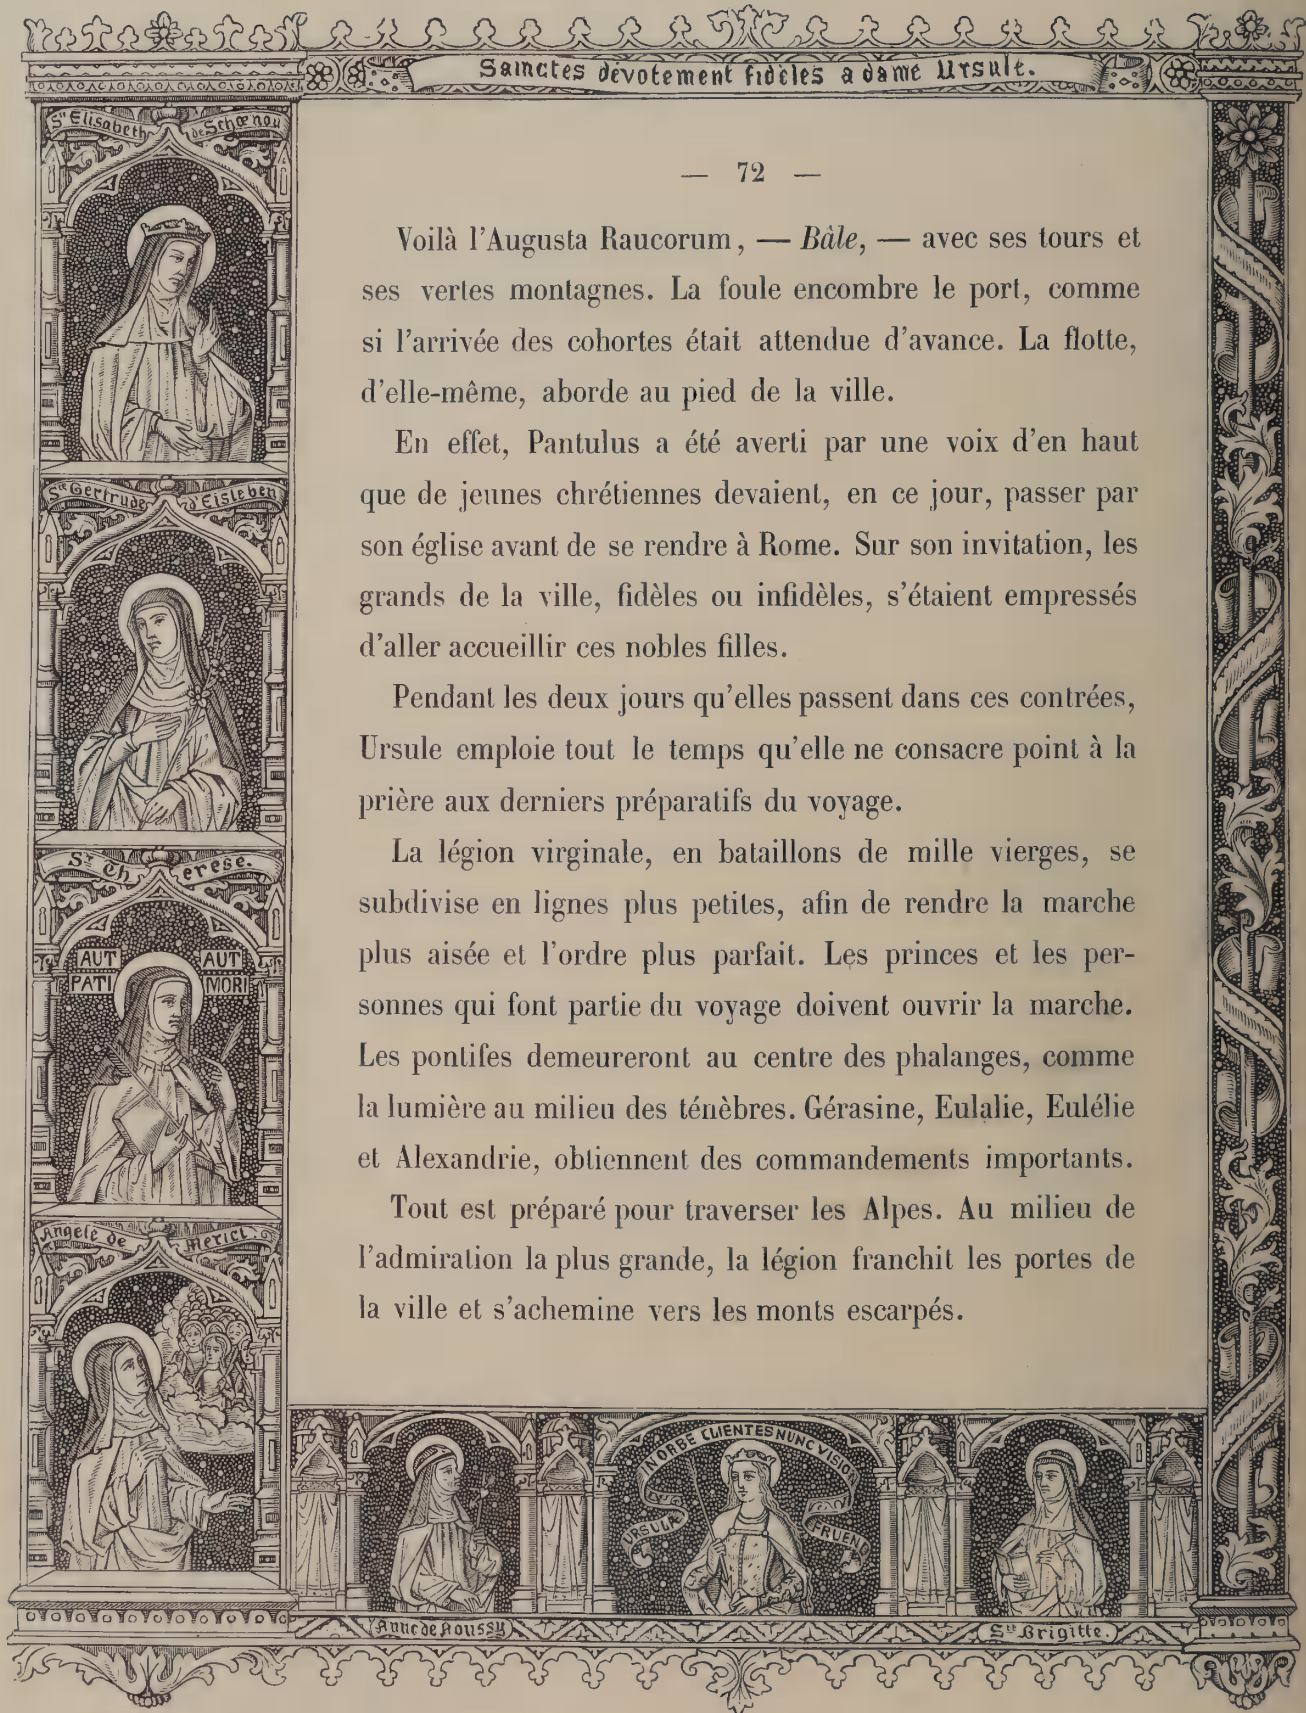 Sainctes dévotement fidèles a dame Ursule.
Ste Elisabeth de Schœnou
— 72 —
Voilà l'Augusta Raucorum, — Bâle, — avec ses tours et
ses vertes montagnes. La foule encombre le port, comme
si l'arrivée des cohortes était attendue d'avance. La flotte,
d'elle-même, aborde au pied de la ville.
En effet, Pantulus a été averti par une voix d'en haut
que de jeunes chrétiennes devaient, en ce jour, passer par
son église avant de se rendre à Rome. Sur son invitation, les
grands de la ville, fidèles ou infidèles, s'étaient empressés
d'aller accueillir ces nobles filles.
Pendant les deux jours qu'elles passent dans ces contrées,
Ursule emploie tout le temps qu'elle ne consacre point à la
prière aux derniers préparatifs du voyage.
La légion virginale, en bataillons de mille vierges, se
subdivise en lignes plus petites, afin de rendre la marche
plus aisée et l'ordre plus parfait. Les princes et les per-
sonnes qui font partie du voyage doivent ouvrir la marche.
Les pontifes demeureront au centre des phalanges, comme
la lumière au milieu des ténèbres. Gérasine, Eulalie, Eulélie
et Alexandrie, obtiennent des commandements importants.
Tout est préparé pour traverser les Alpes. Au milieu de
l'admiration la plus grande, la légion franchit les portes de
la ville et s'achemine vers les monts escarpés.
Ste Gertrude d'Eisleben
Ste Thérèse.
AUT AUT
PATI MORI
Angele de Merici
IN ORBE CLIENTES NUNC VISIO
URSULA FRUEND
Anne de Roussy
Ste Brigitte.